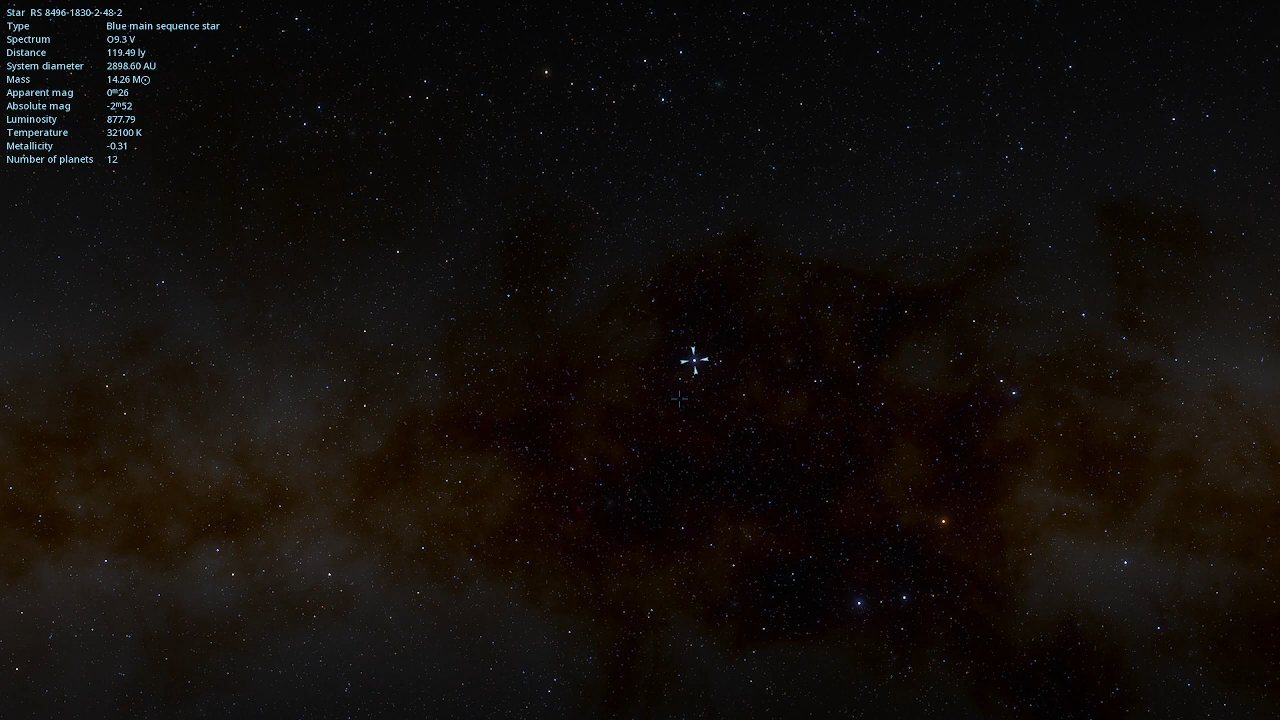 Star RS 8496-1830-2-48-2
Type Blue main sequence star
Spectrum O9.3 V
Distance 119.49 ly
System diameter 2898.60 AU
Mass 14.26 M☉
Apparent mag 0ᵐ26
Absolute mag -2ᵐ52
Luminosity 877.79
Temperature 32100 K
Metallicity -0.31
Number of planets 12